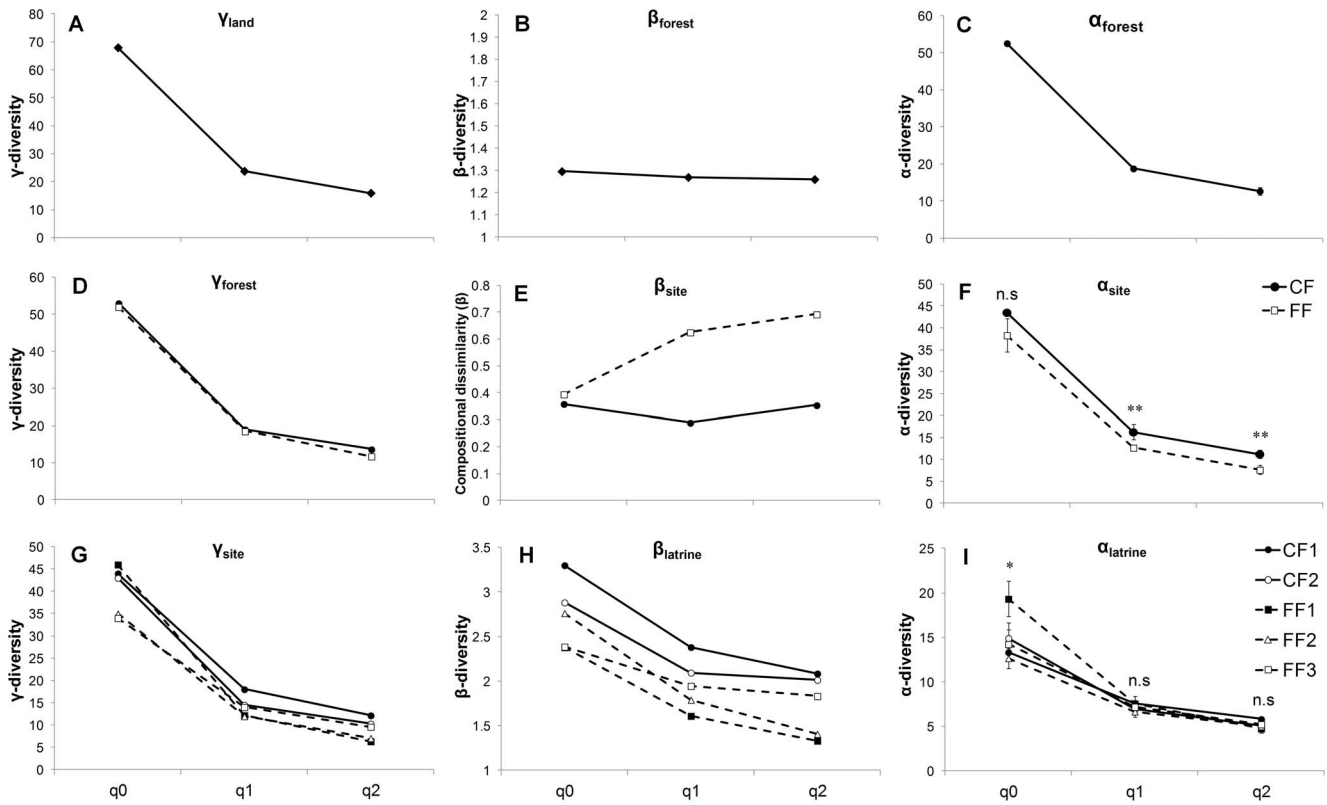 A
γland
γ-diversity
80
70
60
50
40
30
20
10
0
B
βforest
β-diversity
2
1.9
1.8
1.7
1.6
1.5
1.4
1.3
1.2
1.1
1
C
αforest
α-diversity
60
50
40
30
20
10
0
D
γforest
γ-diversity
60
50
40
30
20
10
0
E
βsite
Compositional dissimilarity (β)
0.8
0.7
0.6
0.5
0.4
0.3
0.2
0.1
0
F
αsite
α-diversity
50
45
40
35
30
25
20
15
10
5
0
n.s
**
**
CF
FF
G
γsite
γ-diversity
50
45
40
35
30
25
20
15
10
5
0
q0 q1 q2
H
βlatrine
β-diversity
3.5
3
2.5
2
1.5
1
q0 q1 q2
I
αlatrine
α-diversity
25
20
15
10
5
0
*
n.s
n.s
q0 q1 q2
CF1
CF2
FF1
FF2
FF3